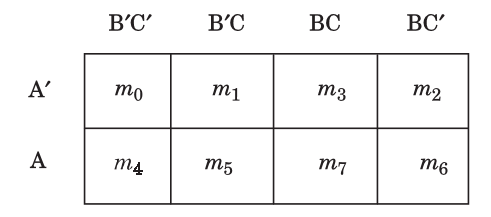 B′C′ B′C BC BC′
A′ m₀ m₁ m₃ m₂
A m₄ m₅ m₇ m₆